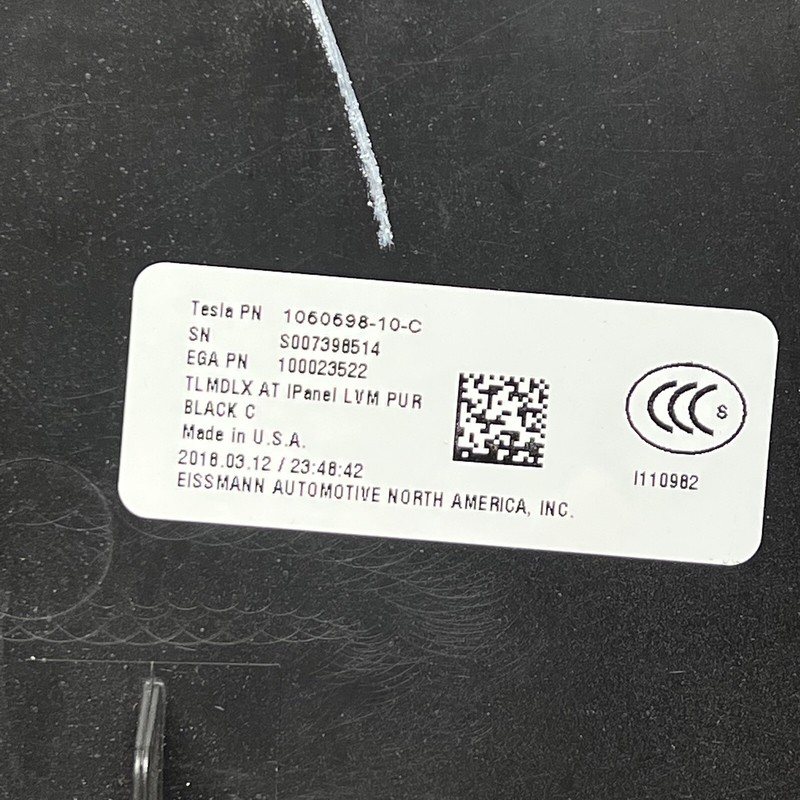 Tesla PN 1060698-10-C
SN S007398514
EGA PN 100023522
TLMDLX AT IPanel LVM PUR
BLACK C
Made in U.S.A.
2018.03.12 / 23:48:42
EISSMANN AUTOMOTIVE NORTH AMERICA, INC.
CCC S
I110982